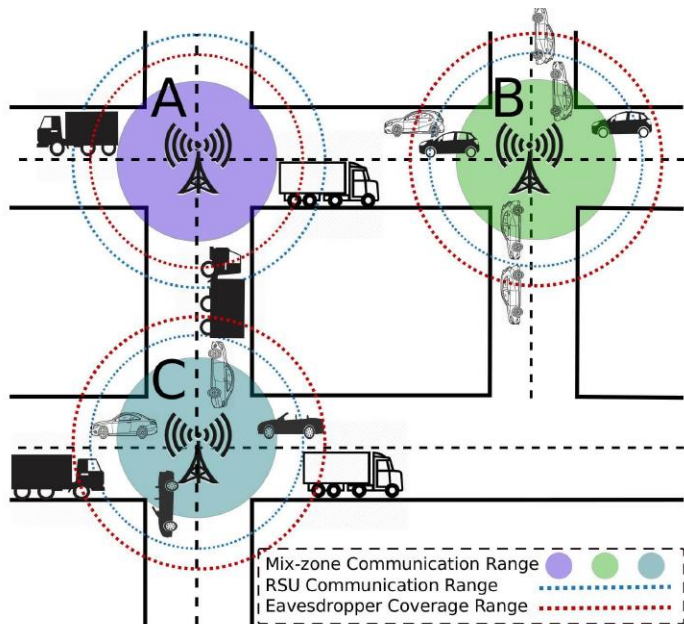 A
B
C
Mix-zone Communication Range
RSU Communication Range
Eavesdropper Coverage Range